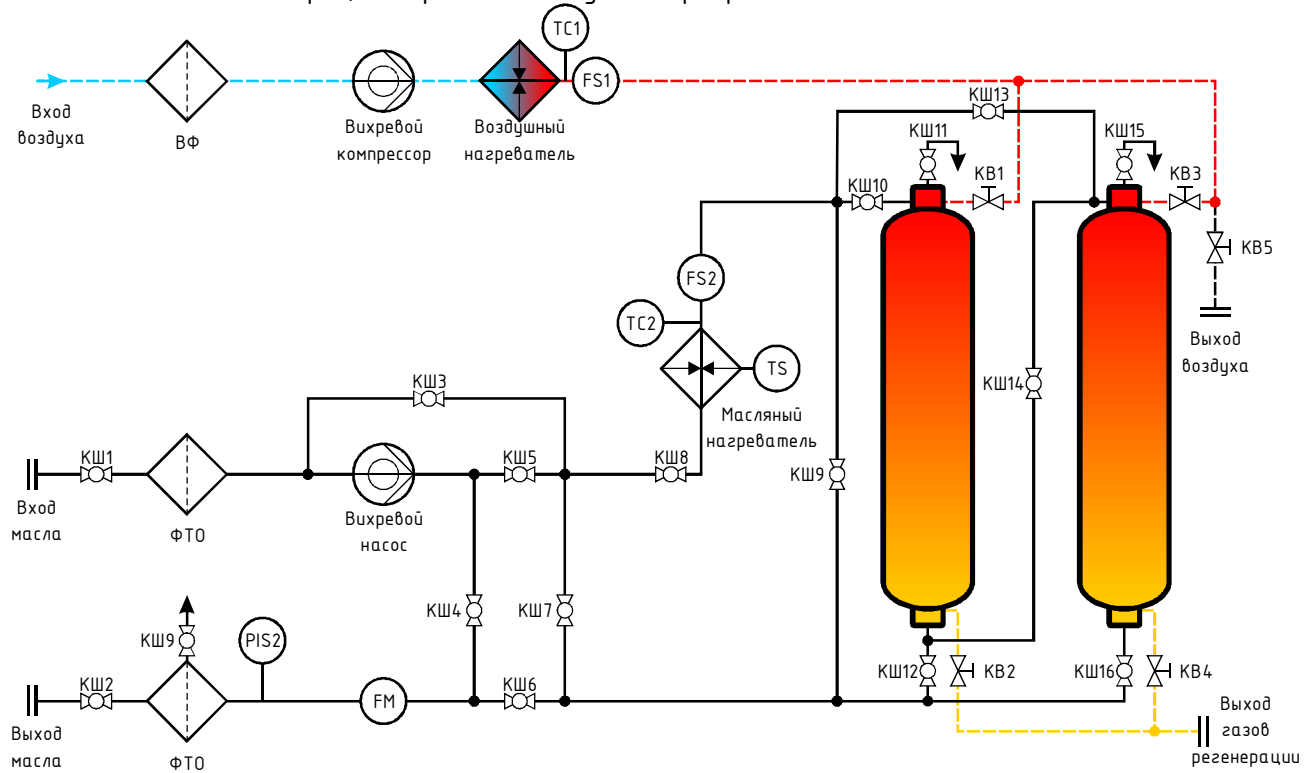 TC1
FS1
Вход
воздуха
ВФ
Вихревой
компрессор
Воздушный
нагреватель
КШ13
КШ11
КШ15
КВ1
КВ3
КШ10
КВ5
Выход
воздуха
FS2
TC2
TS
Масляный
нагреватель
КШ14
КШ3
КШ1
КШ5
КШ8
КШ9
Вход
масла
ФТО
Вихревой
насос
КШ4
КШ7
КШ9
PIS2
КШ2
FM
КШ6
КШ12
КВ2
КШ16
КВ4
Выход
масла
ФТО
Выход
газов
регенерации